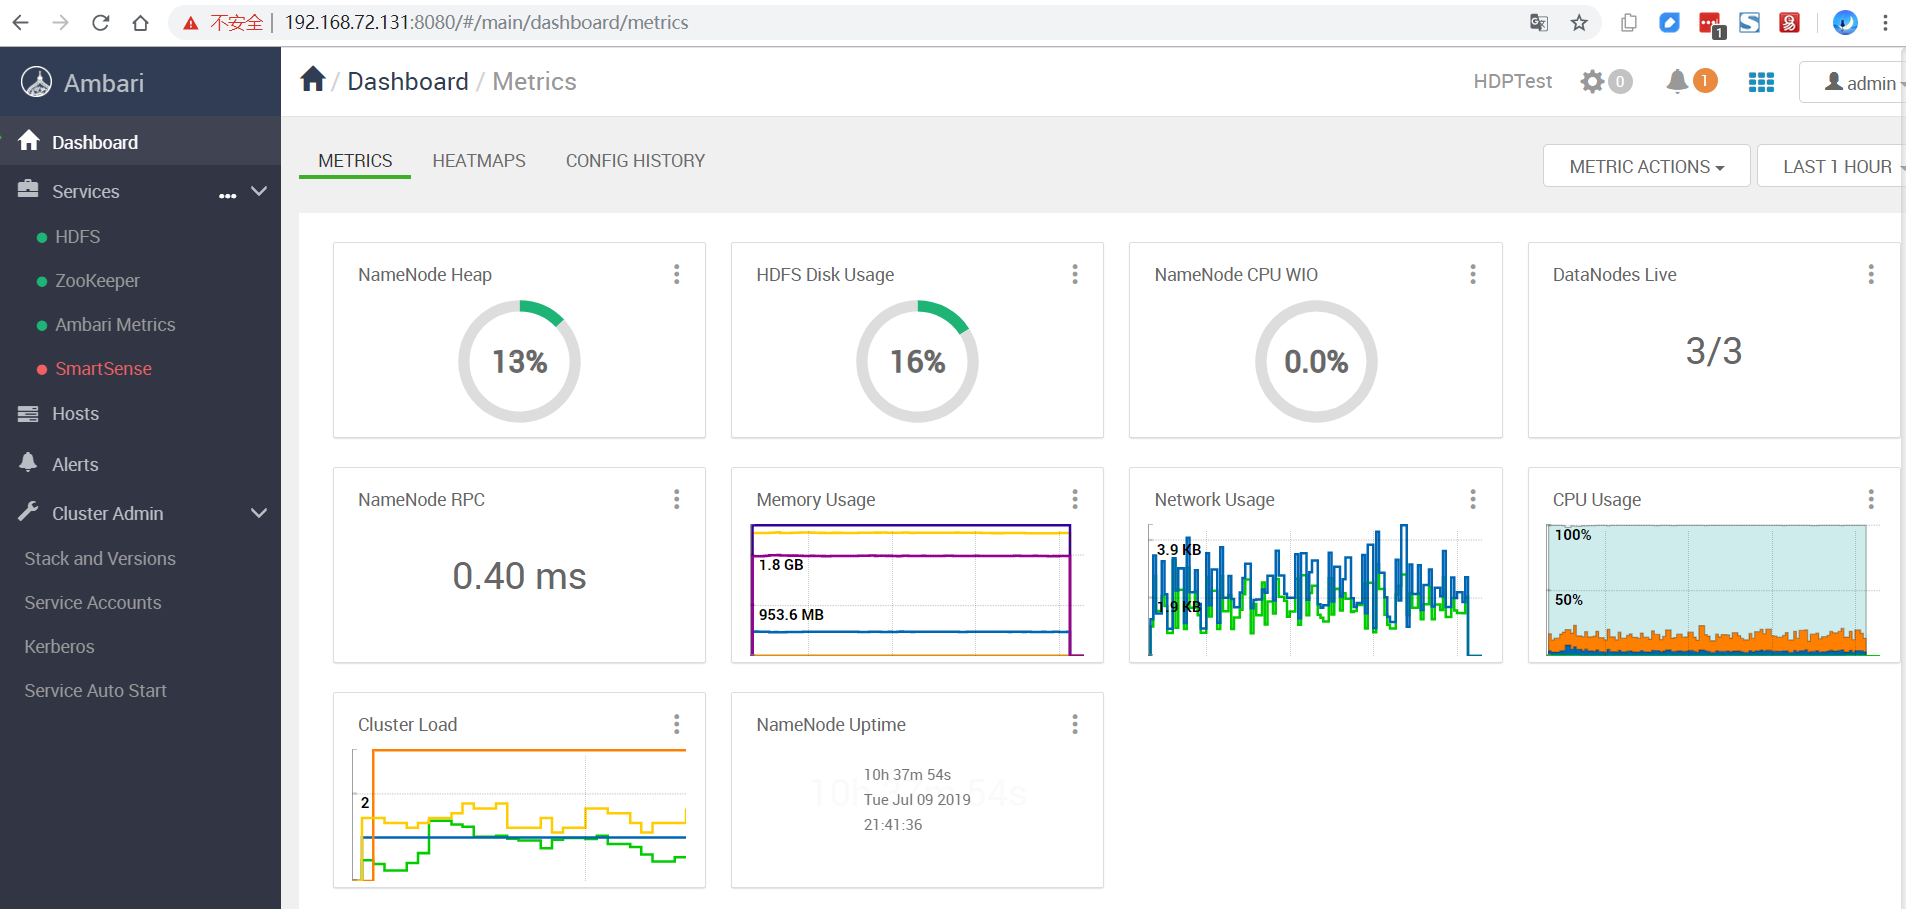 不安全 192.168.72.131:8080/#/main/dashboard/metrics
1
Ambari
/ Dashboard / Metrics
HDPTest 0 1 admin
Dashboard
Services
HDFS
ZooKeeper
Ambari Metrics
SmartSense
Hosts
Alerts
Cluster Admin
Stack and Versions
Service Accounts
Kerberos
Service Auto Start
METRICS HEATMAPS CONFIG HISTORY
METRIC ACTIONS LAST 1 HOUR
NameNode Heap
13%
HDFS Disk Usage
16%
NameNode CPU WIO
0.0%
DataNodes Live
3/3
NameNode RPC
0.40 ms
Memory Usage
1.8 GB
953.6 MB
Network Usage
3.9 KB
1.9 KB
CPU Usage
100%
50%
Cluster Load
2
NameNode Uptime
10h 37m 54s
10h 37m 54s
Tue Jul 09 2019
21:41:36